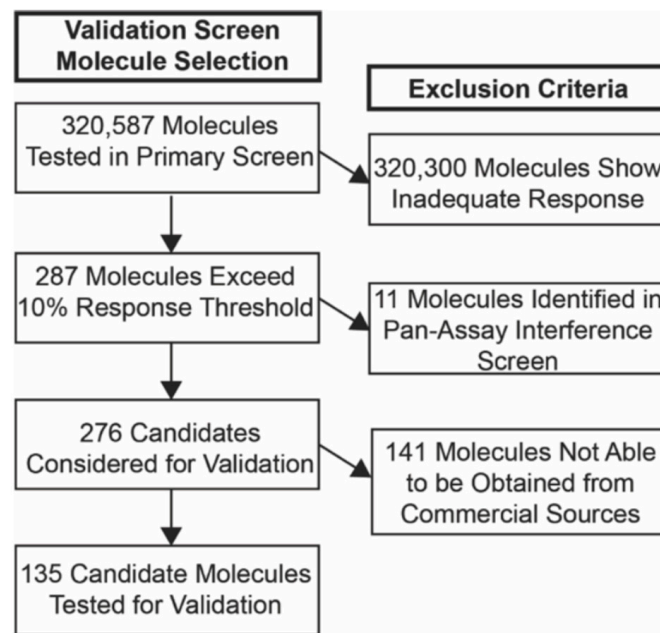 Validation Screen
Molecule Selection
Exclusion Criteria
320,587 Molecules
Tested in Primary Screen
320,300 Molecules Show
Inadequate Response
287 Molecules Exceed
10% Response Threshold
11 Molecules Identified in
Pan-Assay Interference
Screen
276 Candidates
Considered for Validation
141 Molecules Not Able
to be Obtained from
Commercial Sources
135 Candidate Molecules
Tested for Validation